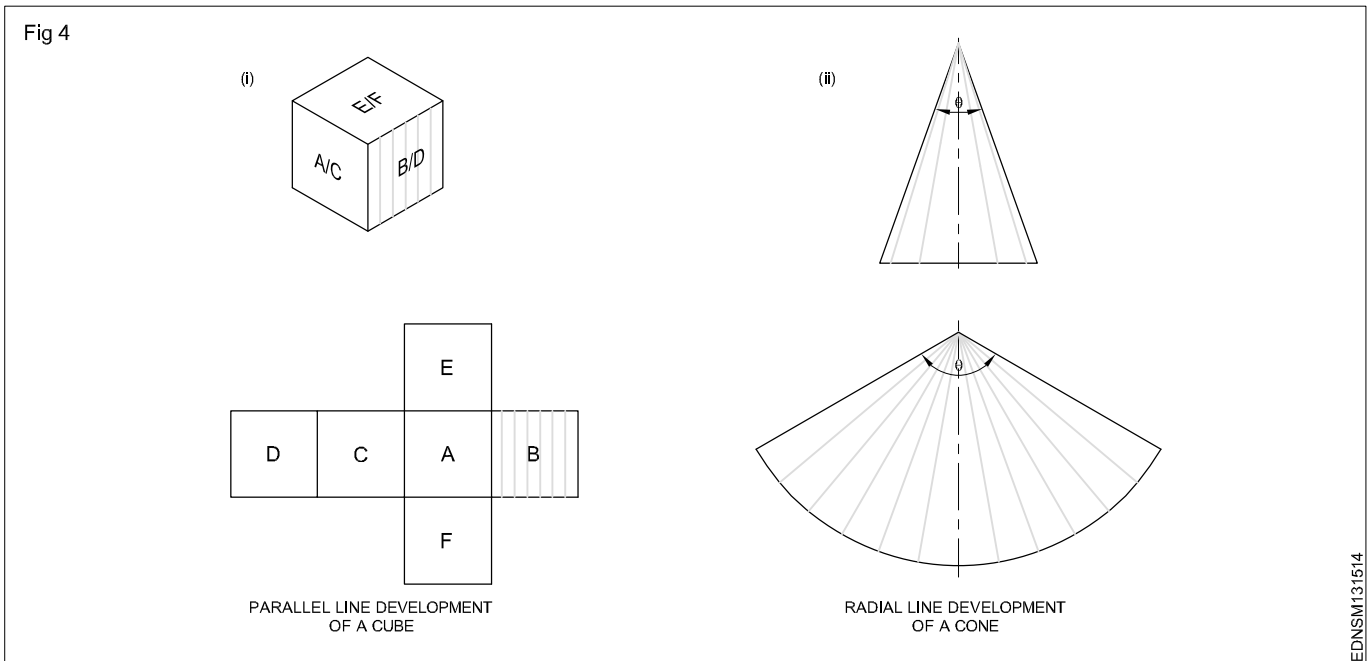 Fig 4
(i)
E/F
A/C
B/D
E
D
C
A
B
F
PARALLEL LINE DEVELOPMENT
OF A CUBE
(ii)
θ
θ
RADIAL LINE DEVELOPMENT
OF A CONE
EDNSM131514